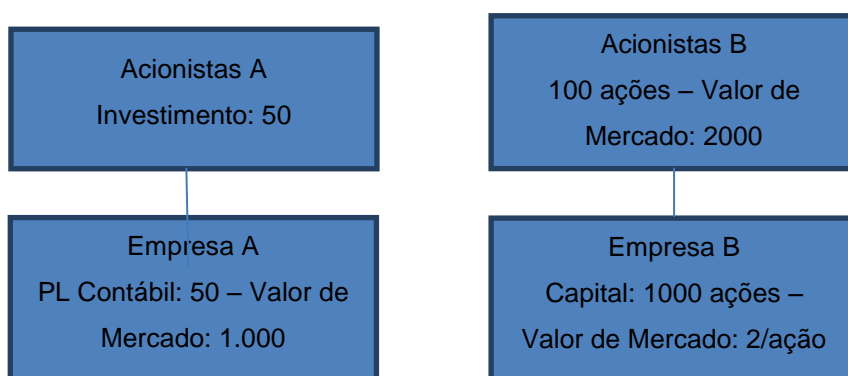 Acionistas A
Investimento: 50
Acionistas B
100 ações – Valor de
Mercado: 2000
Empresa A
PL Contábil: 50 – Valor de
Mercado: 1.000
Empresa B
Capital: 1000 ações –
Valor de Mercado: 2/ação